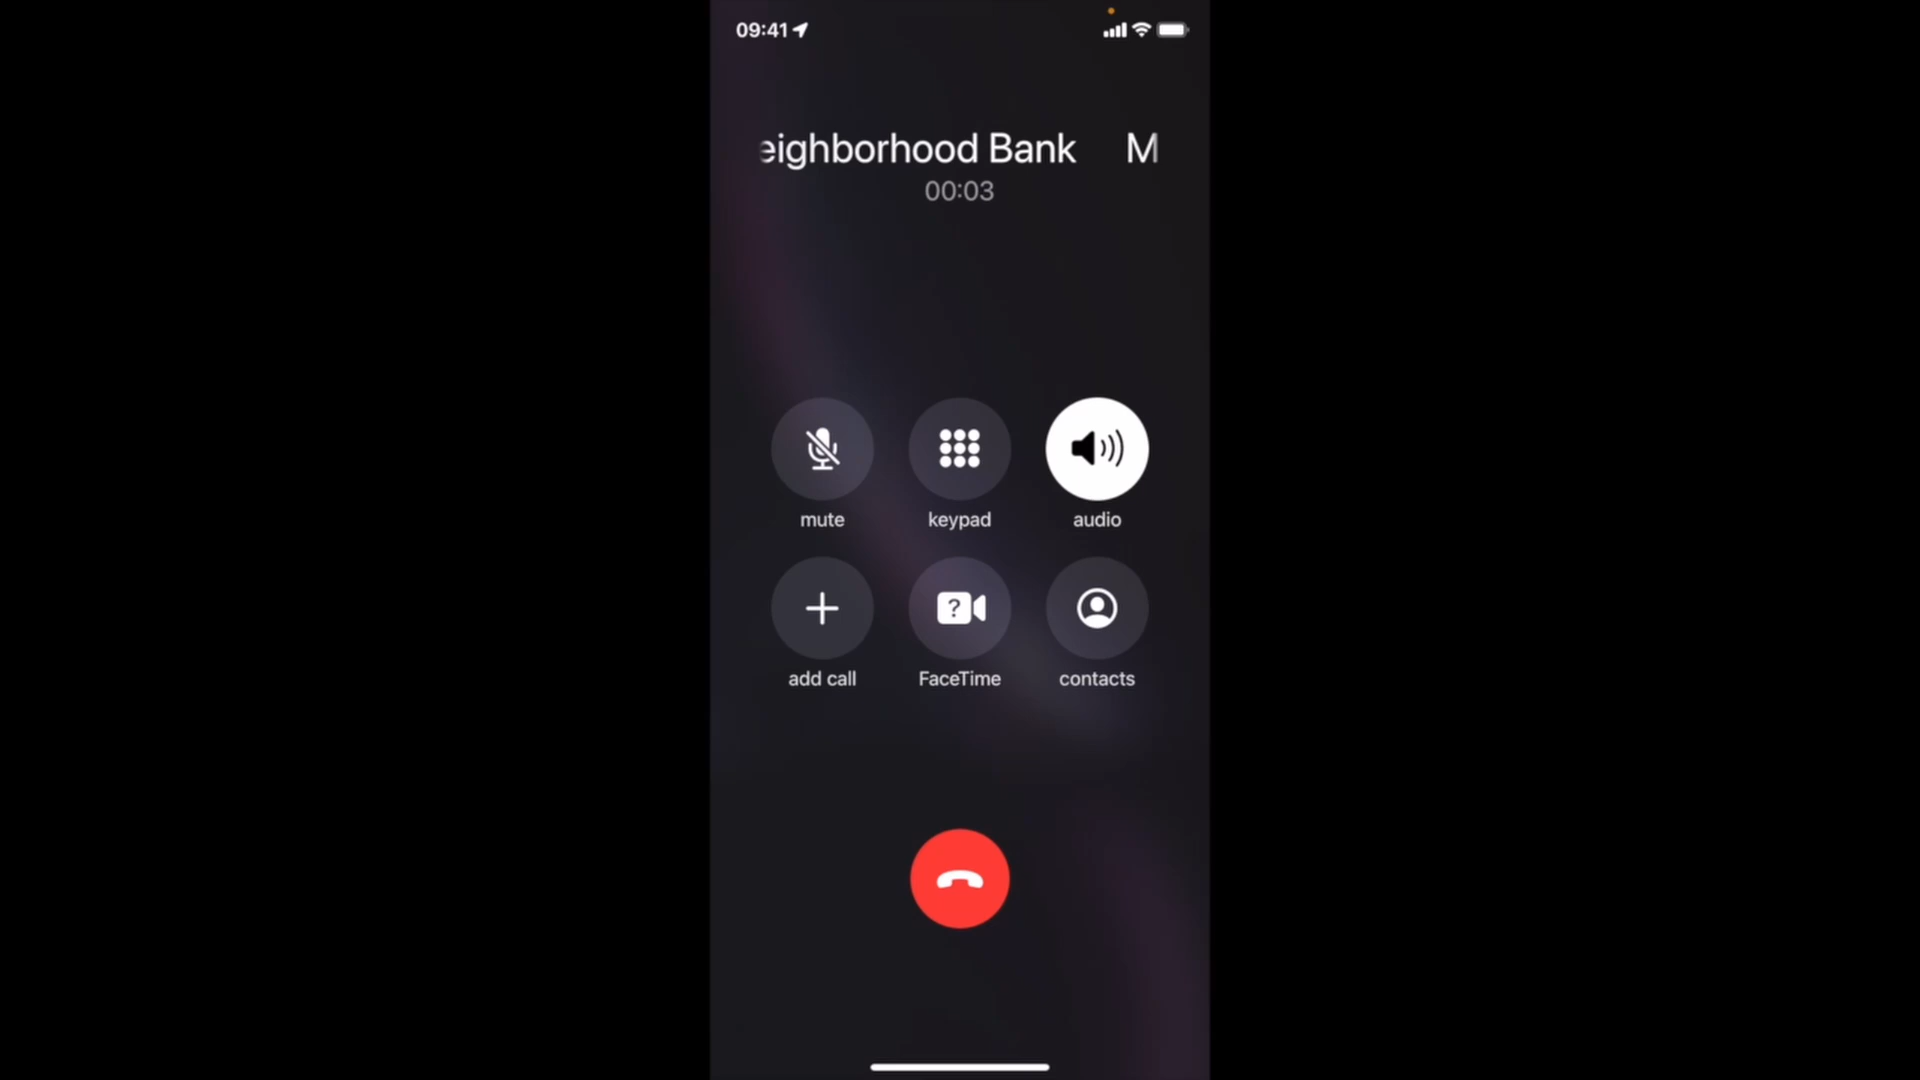 09:41
eighborhood Bank M
00:03
mute keypad audio
?
add call FaceTime contacts